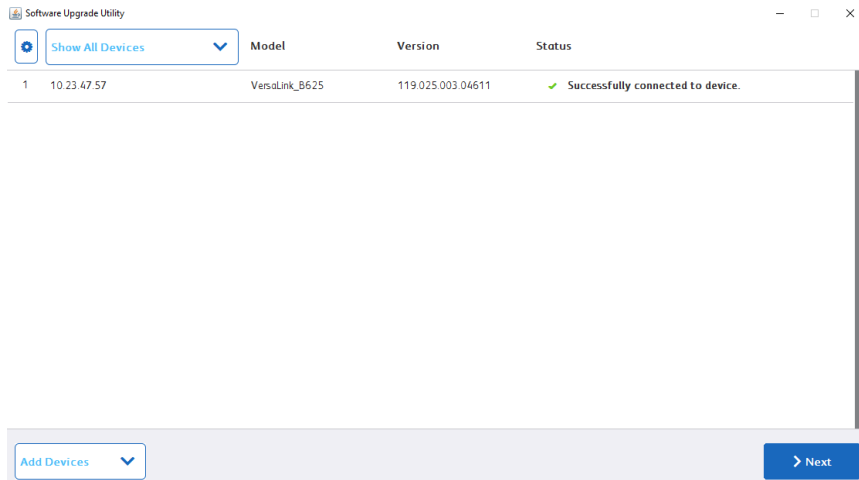 Software Upgrade Utility
Show All Devices Model Version Status
1 10.23.47.57 VersaLink_B625 119.025.003.04611 Successfully connected to device.
Add Devices Next